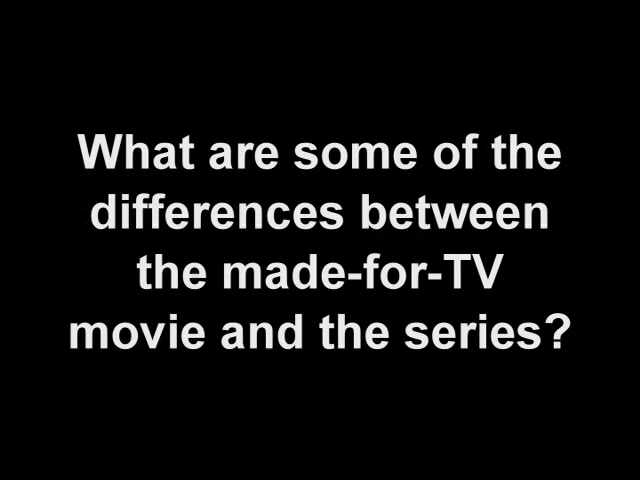 What are some of the
differences between
the made-for-TV
movie and the series?